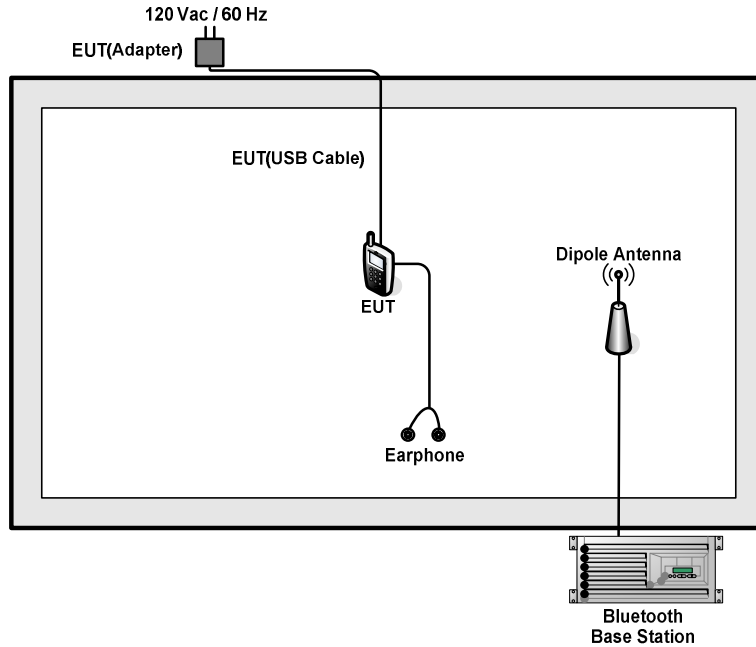 120 Vac / 60 Hz
EUT(Adapter)
EUT(USB Cable)
Dipole Antenna
EUT
Earphone
Bluetooth
Base Station